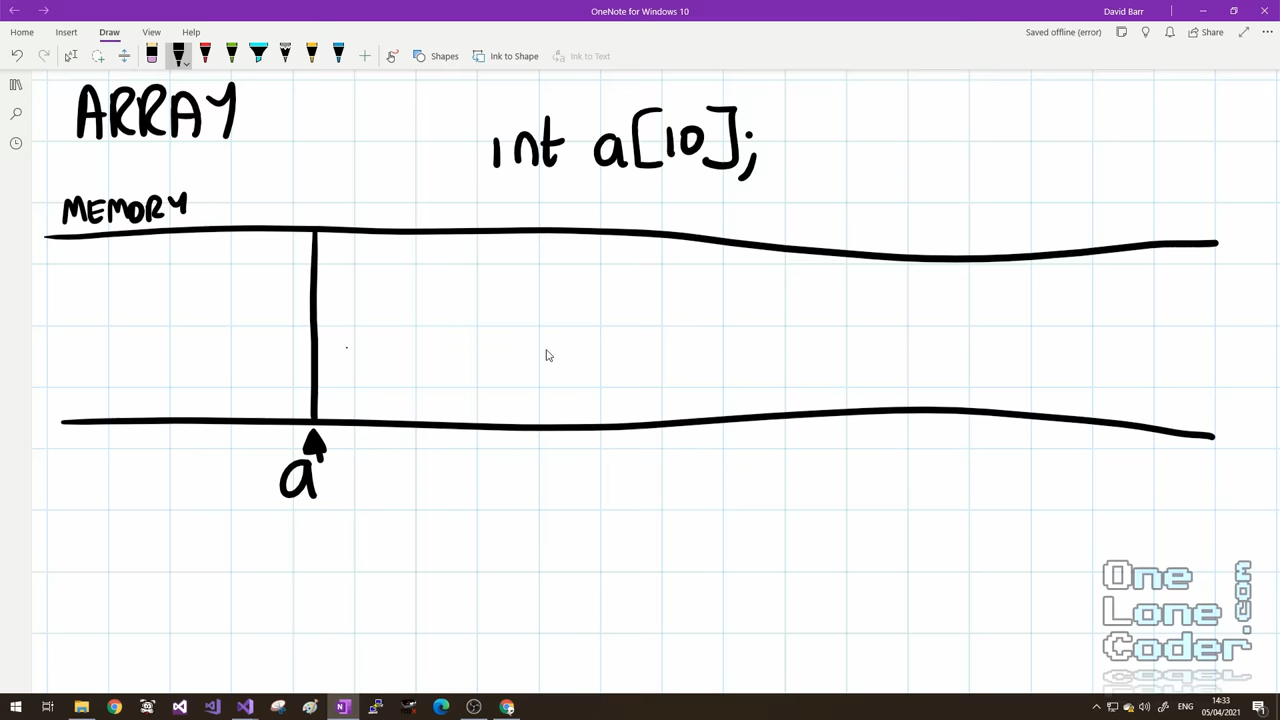 OneNote for Windows 10
David Barr
Home Insert Draw View Help
Saved offline (error)
Share
Shapes
Ink to Shape
Ink to Text
ARRAY
int a[10];
MEMORY
a
One
Lone
Coder
.com
14:33
05/04/2021